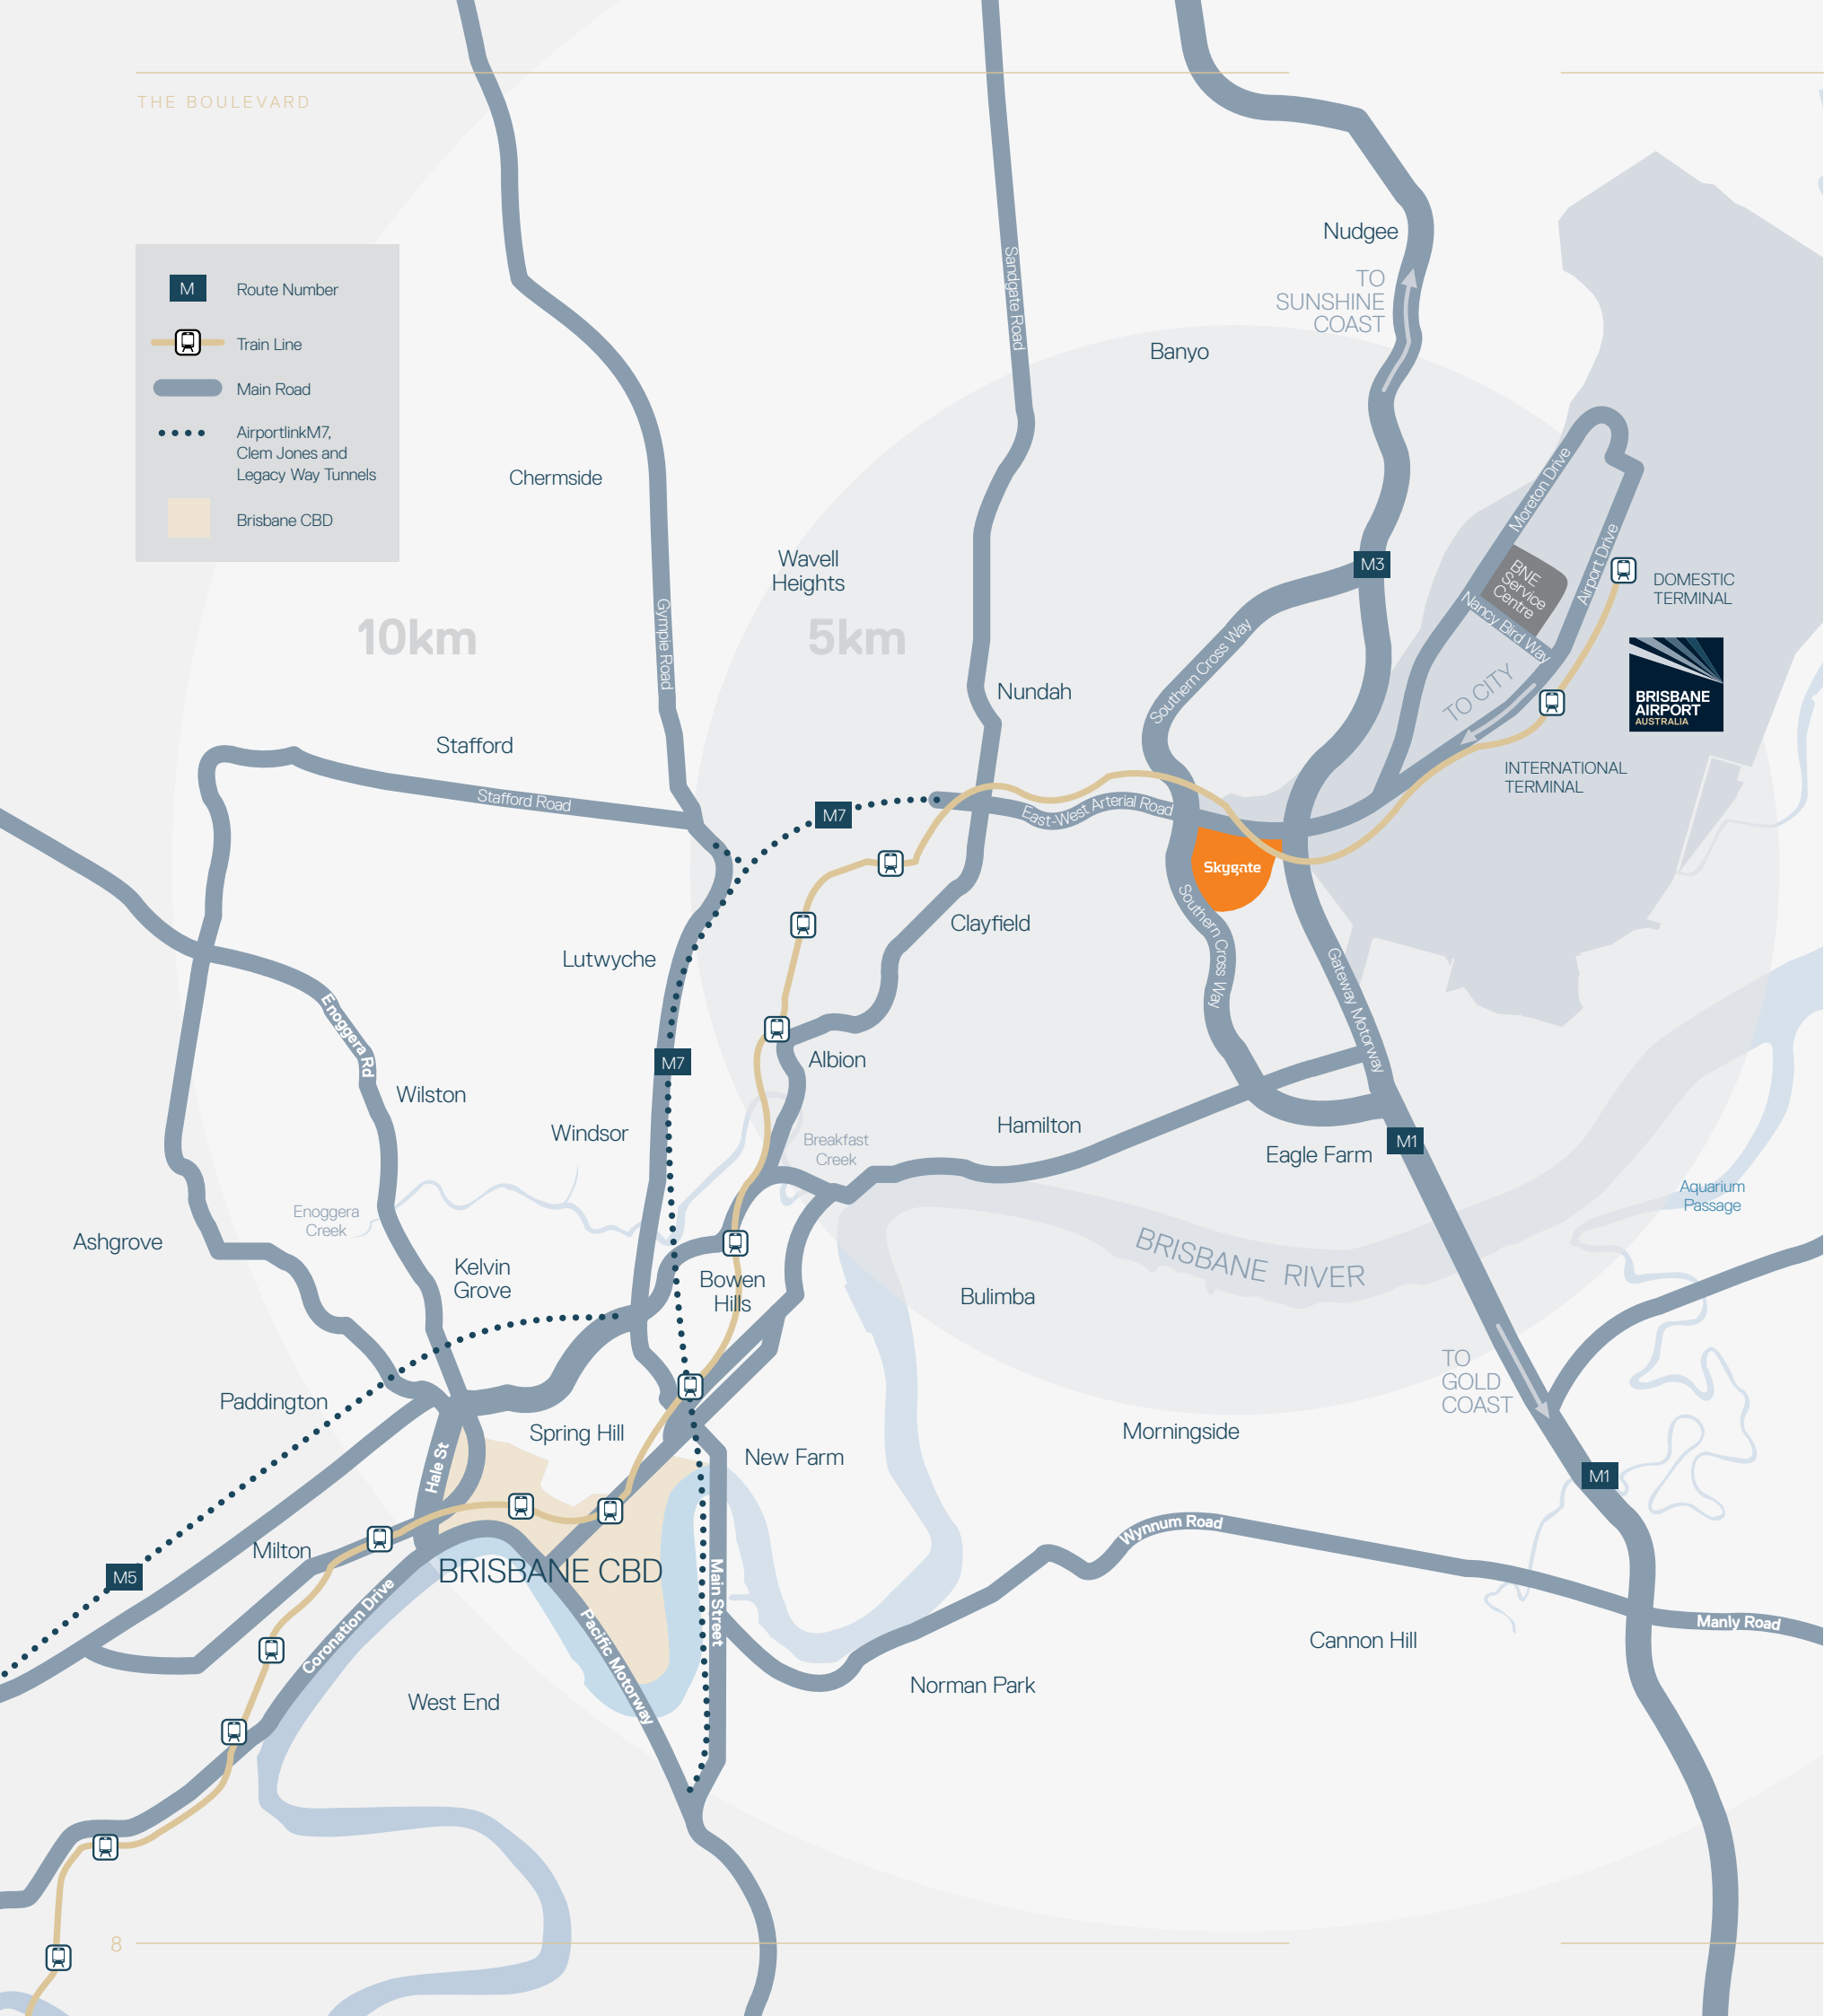 THE BOULEVARD
M
Route Number
Train Line
Main Road
AirportlinkM7,
Clem Jones and
Legacy Way Tunnels
Brisbane CBD
Nudgee
TO
SUNSHINE
COAST
Sandgate Road
Banyo
Chermside
Wavell
Heights
10km
5km
Gympie Road
M3
Moreton Drive
Airport Drive
BNE
Service
Centre
Nancy Bird Way
DOMESTIC
TERMINAL
BRISBANE
AIRPORT
AUSTRALIA
TO CITY
INTERNATIONAL
TERMINAL
Southern Cross Way
Nundah
Stafford
Stafford Road
M7
East-West Arterial Road
Skygate
Southern Cross Way
Clayfield
Lutwyche
Gateway Motorway
Enoggera Rd
M7
Albion
Wilston
Windsor
Breakfast
Creek
Hamilton
Eagle Farm
M1
Aquarium
Passage
Enoggera
Creek
Ashgrove
Kelvin
Grove
Bowen
Hills
BRISBANE RIVER
Bulimba
TO
GOLD
COAST
Paddington
Spring Hill
Hale St
New Farm
Morningside
M1
Wynnum Road
Milton
M5
BRISBANE CBD
Main Street
Coronation Drive
Pacific Motorway
Manly Road
Cannon Hill
Norman Park
West End
8